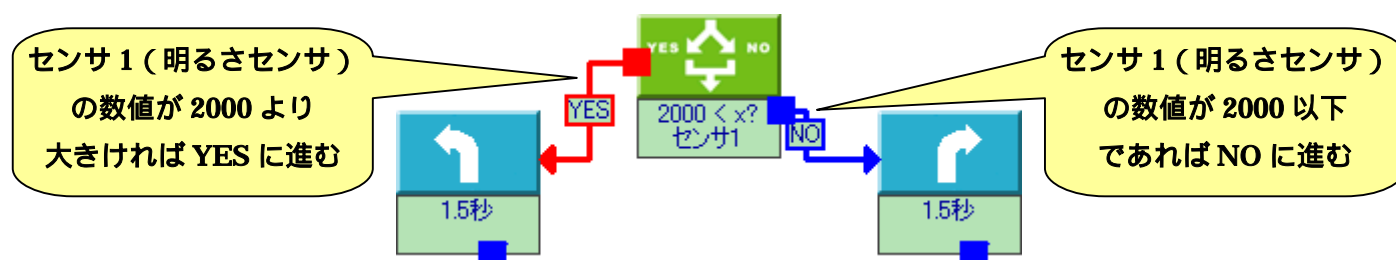 センサ 1 ( 明るさセンサ )
の数値が 2000 より
大きければ YES に進む
YES NO
YES
2000 < x?
センサ1
NO
1.5秒
1.5秒
センサ 1 ( 明るさセンサ )
の数値が 2000 以下
であれば NO に進む